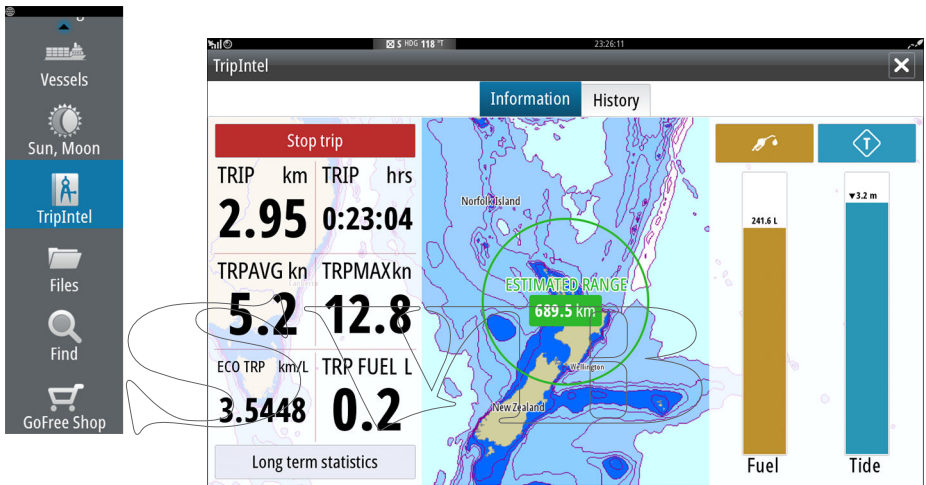 Vessels
Sun, Moon
TripIntel
Files
Find
GoFree Shop
S HDG 118 °T
23:26:11
TripIntel
Information
History
Stop trip
TRIP km
2.95
TRIP hrs
0:23:04
TRPAVG kn
5.2
TRPMAXkn
12.8
ECO TRP km/L
3.5448
TRP FUEL L
0.2
Long term statistics
Norfolk Island
Canberra
ESTIMATED RANGE
689.5 km
Wellington
New Zealand
T
241.6 L
▼3.2 m
Fuel
Tide